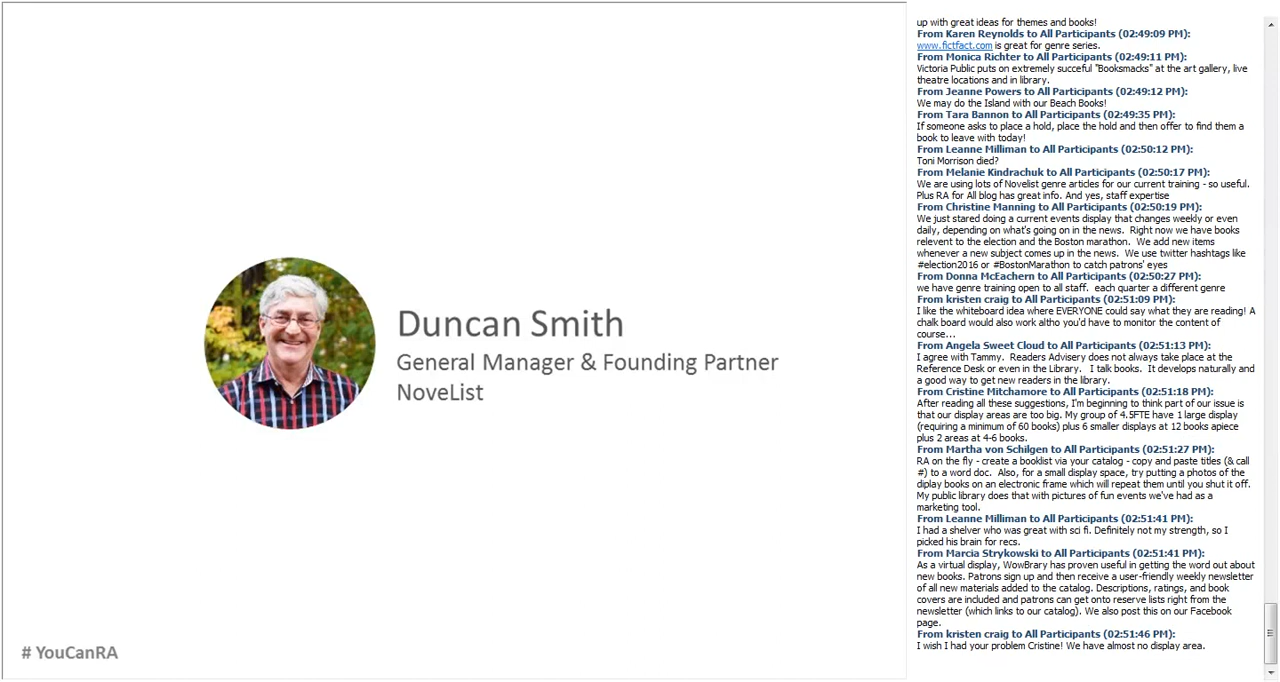 Duncan Smith
General Manager & Founding Partner
NoveList
# YouCanRA
up with great ideas for themes and books!
From Karen Reynolds to All Participants (02:49:09 PM):
www.fictfact.com is great for genre series.
From Monica Richter to All Participants (02:49:11 PM):
Victoria Public puts on extremely succeful "Booksmacks" at the art gallery, live
theatre locations and in library.
From Jeanne Powers to All Participants (02:49:12 PM):
We may do the Island with our Beach Books!
From Tara Bannon to All Participants (02:49:35 PM):
If someone asks to place a hold, place the hold and then offer to find them a
book to leave with today!
From Leanne Milliman to All Participants (02:50:12 PM):
Toni Morrison died?
From Melanie Kindrachuk to All Participants (02:50:17 PM):
We are using lots of Novelist genre articles for our current training - so useful.
Plus RA for All blog has great info. And yes, staff expertise
From Christine Manning to All Participants (02:50:19 PM):
We just stared doing a current events display that changes weekly or even
daily, depending on what's going on in the news.  Right now we have books
relevent to the election and the Boston marathon.  We add new items
whenever a new subject comes up in the news.  We use twitter hashtags like
#election2016 or #BostonMarathon to catch patrons' eyes
From Donna McEachern to All Participants (02:50:27 PM):
we have genre training open to all staff.  each quarter a different genre
From kristen craig to All Participants (02:51:09 PM):
I like the whiteboard idea where EVERYONE could say what they are reading! A
chalk board would also work altho you'd have to monitor the content of
course...
From Angela Sweet Cloud to All Participants (02:51:13 PM):
I agree with Tammy.  Readers Advisery does not always take place at the
Reference Desk or even in the Library.   I talk books.  It develops naturally and
a good way to get new readers in the library.
From Cristine Mitchamore to All Participants (02:51:18 PM):
After reading all these suggestions, I'm beginning to think part of our issue is
that our display areas are too big. My group of 4.5FTE have 1 large display
(requiring a minimum of 60 books) plus 6 smaller displays at 12 books apiece
plus 2 areas at 4-6 books.
From Martha von Schilgen to All Participants (02:51:27 PM):
RA on the fly - create a booklist via your catalog - copy and paste titles (& call
#) to a word doc.  Also, for a small display space, try putting a photos of the
diplay books on an electronic frame which will repeat them until you shut it off.
My public library does that with pictures of fun events we've had as a
marketing tool.
From Leanne Milliman to All Participants (02:51:41 PM):
I had a shelver who was great with sci fi. Definitely not my strength, so I
picked his brain for recs.
From Marcia Strykowski to All Participants (02:51:41 PM):
As a virtual display, WowBrary has proven useful in getting the word out about
new books. Patrons sign up and then receive a user-friendly weekly newsletter
of all new materials added to the catalog. Descriptions, ratings, and book
covers are included and patrons can get onto reserve lists right from the
newsletter (which links to our catalog). We also post this on our Facebook
page.
From kristen craig to All Participants (02:51:46 PM):
I wish I had your problem Cristine! We have almost no display area.